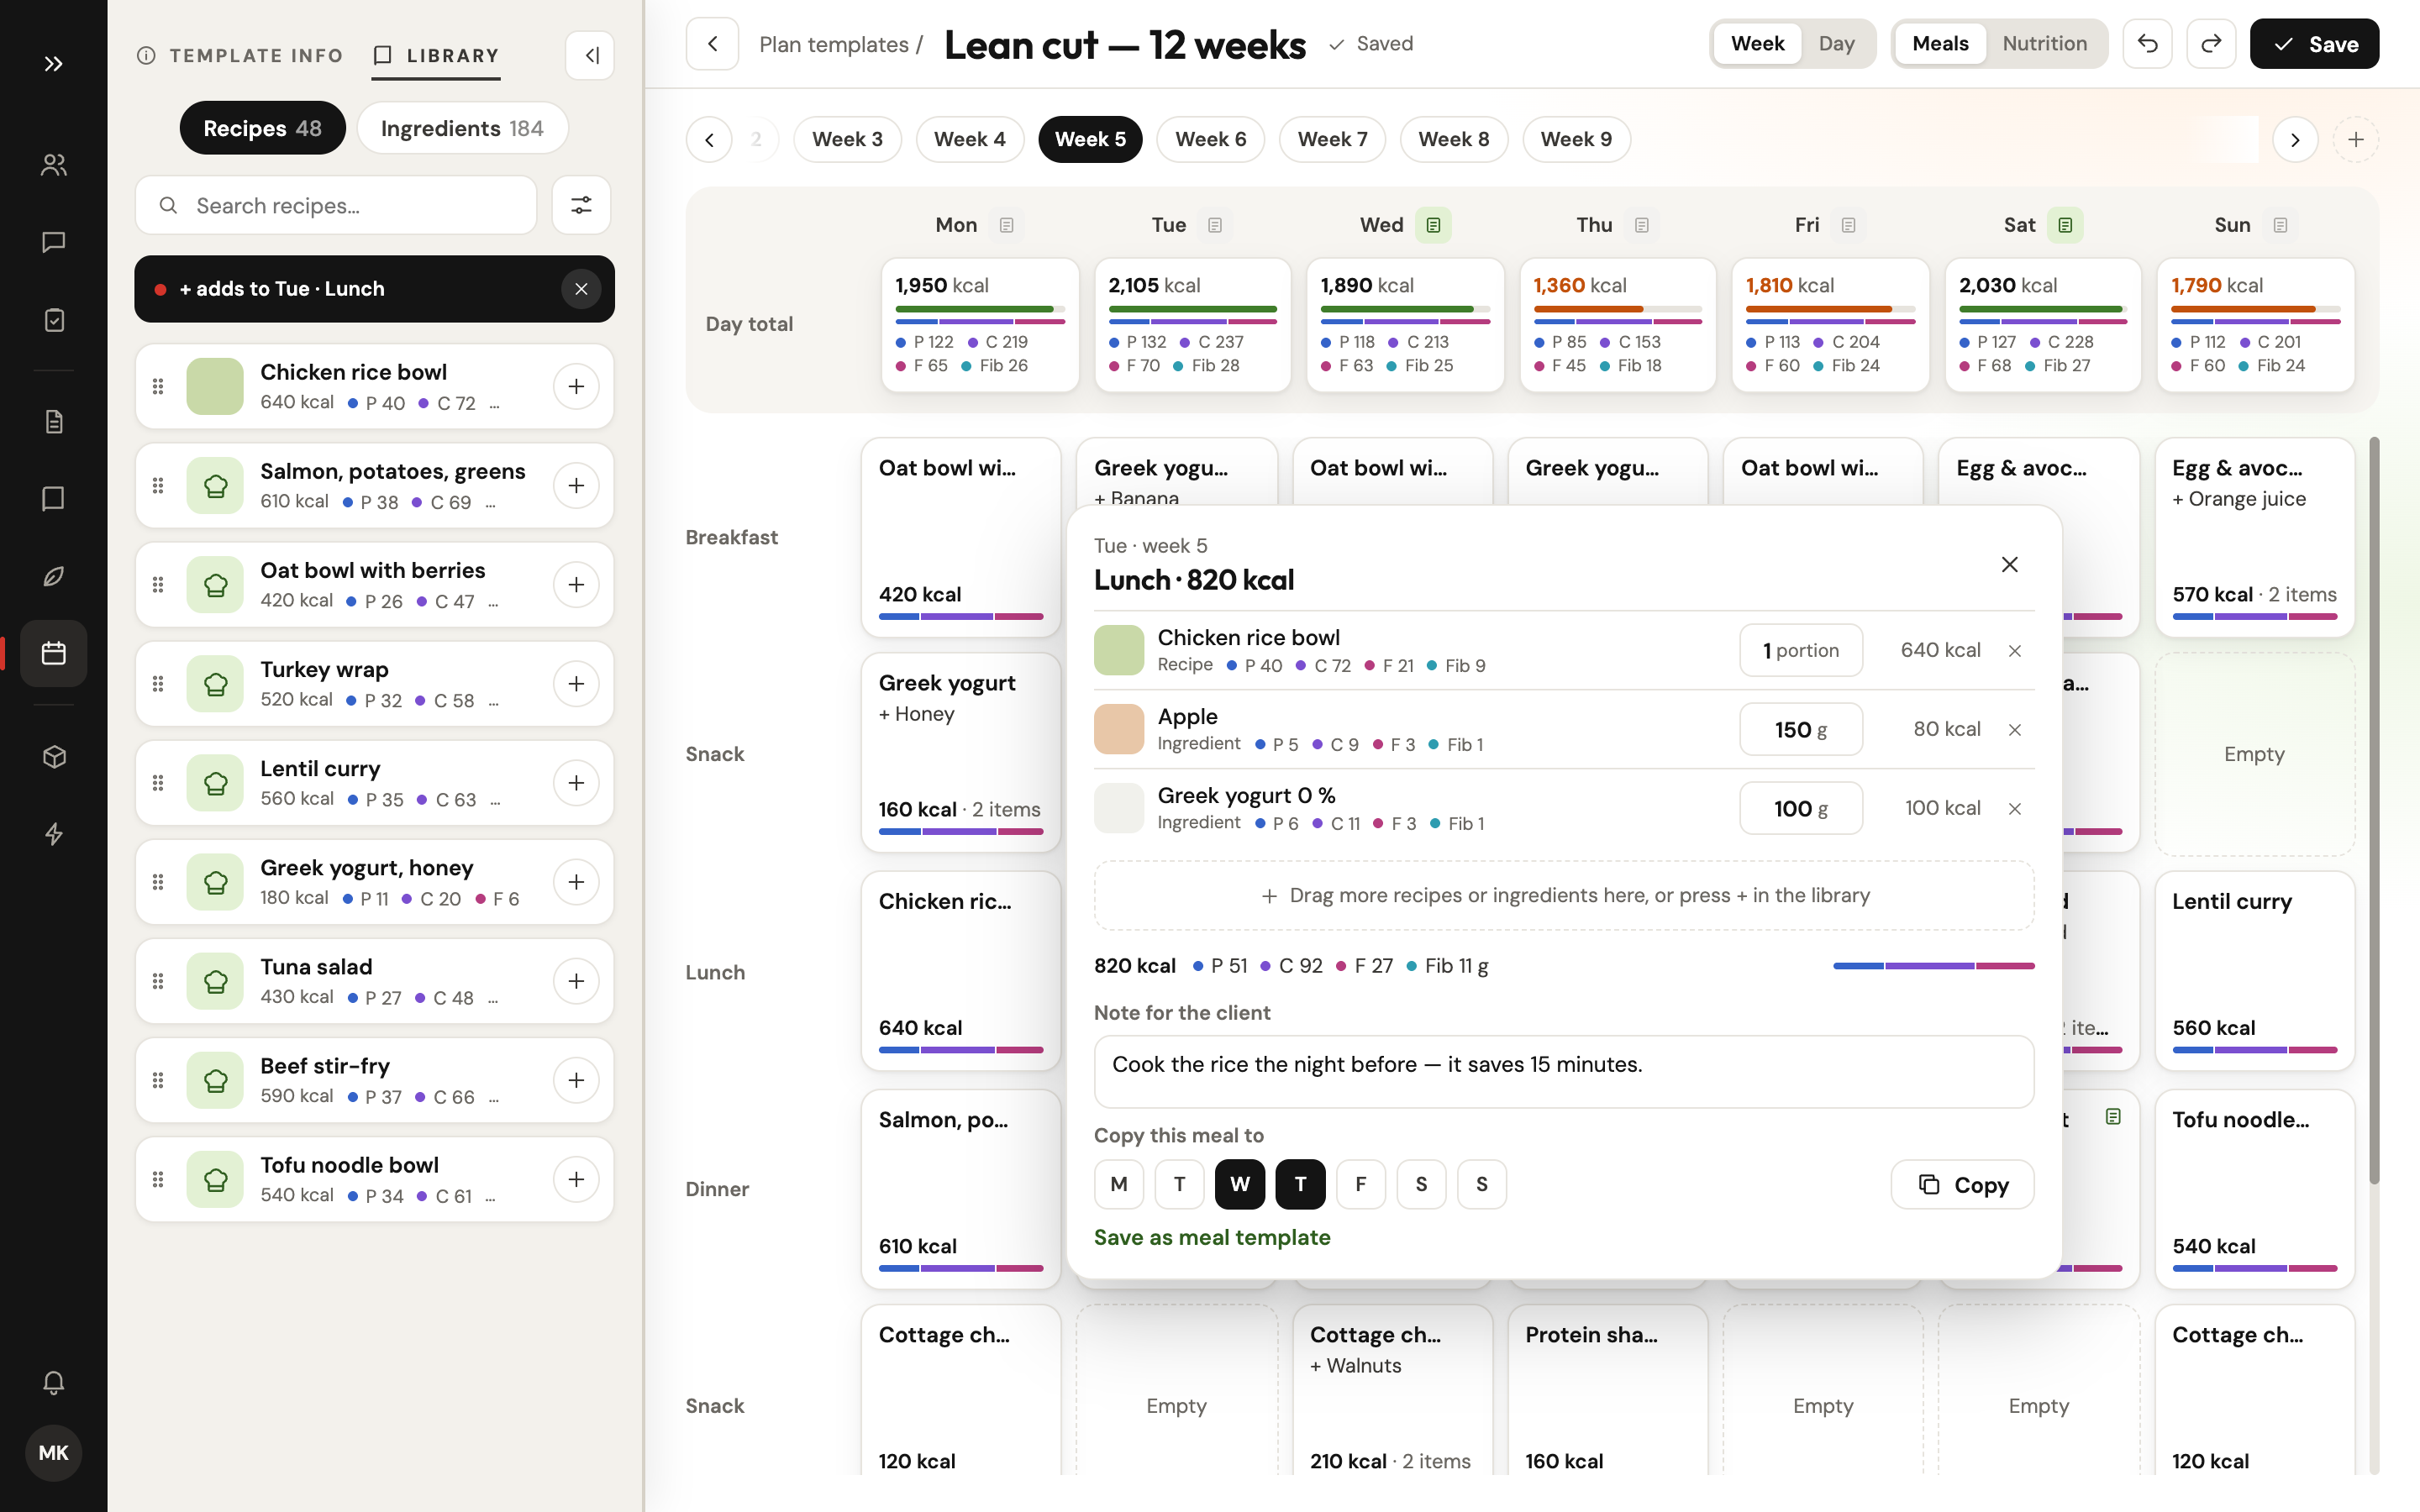 TEMPLATE INFO
LIBRARY
Recipes 48
Ingredients 184
Search recipes...
+ adds to Tue · Lunch
Chicken rice bowl
640 kcal P 40 C 72 ...
Salmon, potatoes, greens
610 kcal P 38 C 69 ...
Oat bowl with berries
420 kcal P 26 C 47 ...
Turkey wrap
520 kcal P 32 C 58 ...
Lentil curry
560 kcal P 35 C 63 ...
Greek yogurt, honey
180 kcal P 11 C 20 F 6
Tuna salad
430 kcal P 27 C 48 ...
Beef stir-fry
590 kcal P 37 C 66 ...
Tofu noodle bowl
540 kcal P 34 C 61 ...
MK
Plan templates /
Lean cut — 12 weeks
Saved
Week Day
Meals Nutrition
Save
2
Week 3
Week 4
Week 5
Week 6
Week 7
Week 8
Week 9
Mon Tue Wed Thu Fri Sat Sun
Day total
1,950 kcal
P 122 C 219
F 65 Fib 26
2,105 kcal
P 132 C 237
F 70 Fib 28
1,890 kcal
P 118 C 213
F 63 Fib 25
1,360 kcal
P 85 C 153
F 45 Fib 18
1,810 kcal
P 113 C 204
F 60 Fib 24
2,030 kcal
P 127 C 228
F 68 Fib 27
1,790 kcal
P 112 C 201
F 60 Fib 24
Breakfast
Oat bowl wi...
420 kcal
Greek yogu...
+ Banana
Oat bowl wi...
Greek yogu...
Oat bowl wi...
Egg & avoc...
Egg & avoc...
+ Orange juice
570 kcal · 2 items
Snack
Greek yogurt
+ Honey
160 kcal · 2 items
a...
Empty
Lunch
Chicken ric...
640 kcal
ite...
Lentil curry
560 kcal
Dinner
Salmon, po...
610 kcal
t
Tofu noodle...
540 kcal
Snack
Cottage ch...
120 kcal
Empty
Cottage ch...
+ Walnuts
210 kcal · 2 items
Protein sha...
160 kcal
Empty
Empty
Cottage ch...
120 kcal
Tue · week 5
Lunch · 820 kcal
Chicken rice bowl
Recipe P 40 C 72 F 21 Fib 9
1 portion
640 kcal
Apple
Ingredient P 5 C 9 F 3 Fib 1
150 g
80 kcal
Greek yogurt 0 %
Ingredient P 6 C 11 F 3 Fib 1
100 g
100 kcal
+ Drag more recipes or ingredients here, or press + in the library
820 kcal P 51 C 92 F 27 Fib 11 g
Note for the client
Cook the rice the night before — it saves 15 minutes.
Copy this meal to
M T W T F S S
Copy
Save as meal template